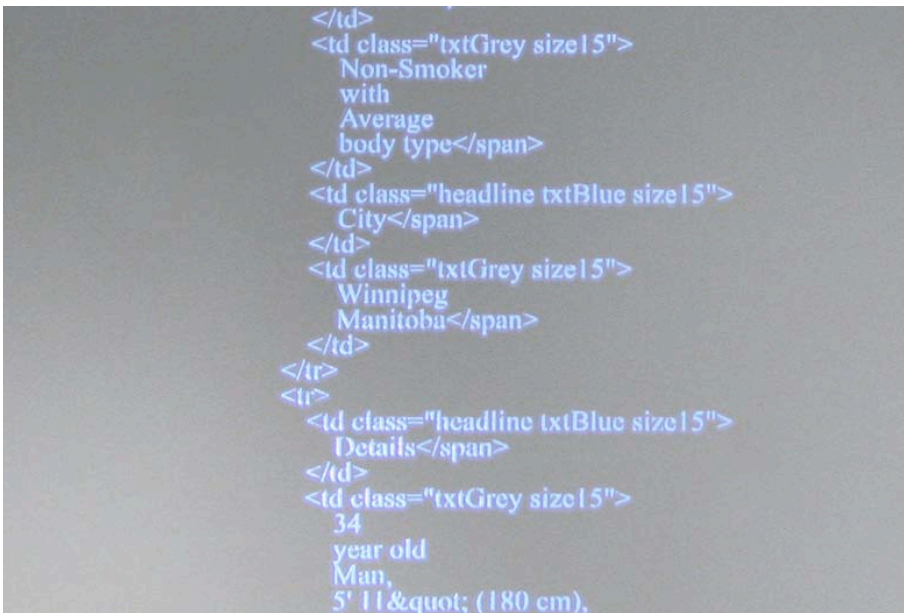 </td>
<td class="txtGrey size15">
Non-Smoker
with
Average
body type</span>
</td>
<td class="headline txtBlue size15">
City</span>
</td>
<td class="txtGrey size15">
Winnipeg
Manitoba</span>
</td>
</tr>
<tr>
<td class="headline txtBlue size15">
Details</span>
</td>
<td class="txtGrey size15">
34
year old
Man,
5' 11&quot; (180 cm),